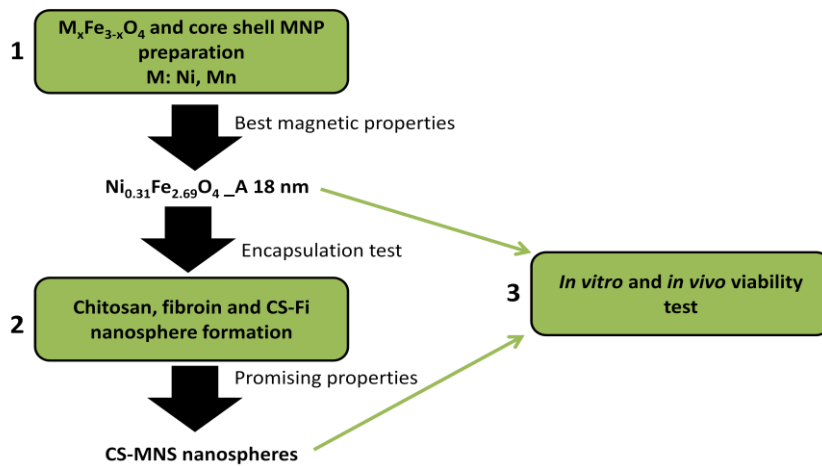 1
MₓFe₃₋ₓO₄ and core shell MNP
preparation
M: Ni, Mn
Best magnetic properties
Ni₀.₃₁Fe₂.₆₉O₄ _A 18 nm
Encapsulation test
2
Chitosan, fibroin and CS-Fi
nanosphere formation
3
In vitro and in vivo viability
test
Promising properties
CS-MNS nanospheres